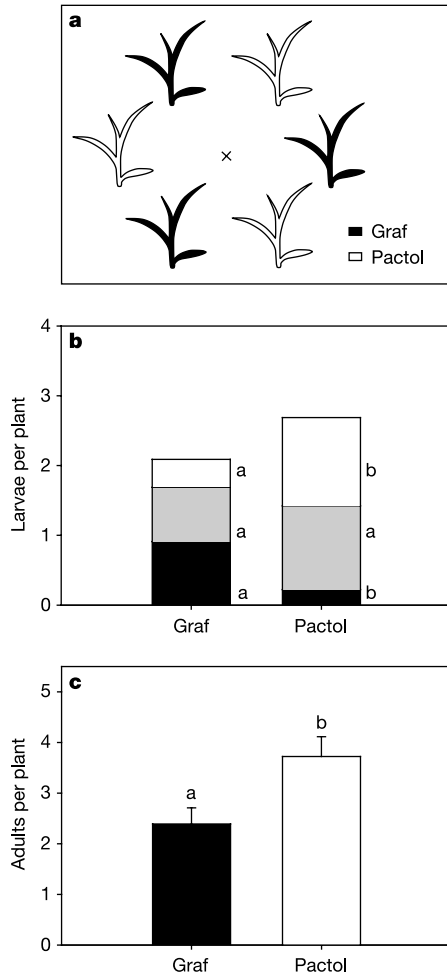 a
×
Graf
Pactol
b
Larvae per plant
4
3
2
1
0
a
a
a
b
a
b
Graf
Pactol
c
Adults per plant
5
4
3
2
1
0
a
b
Graf
Pactol